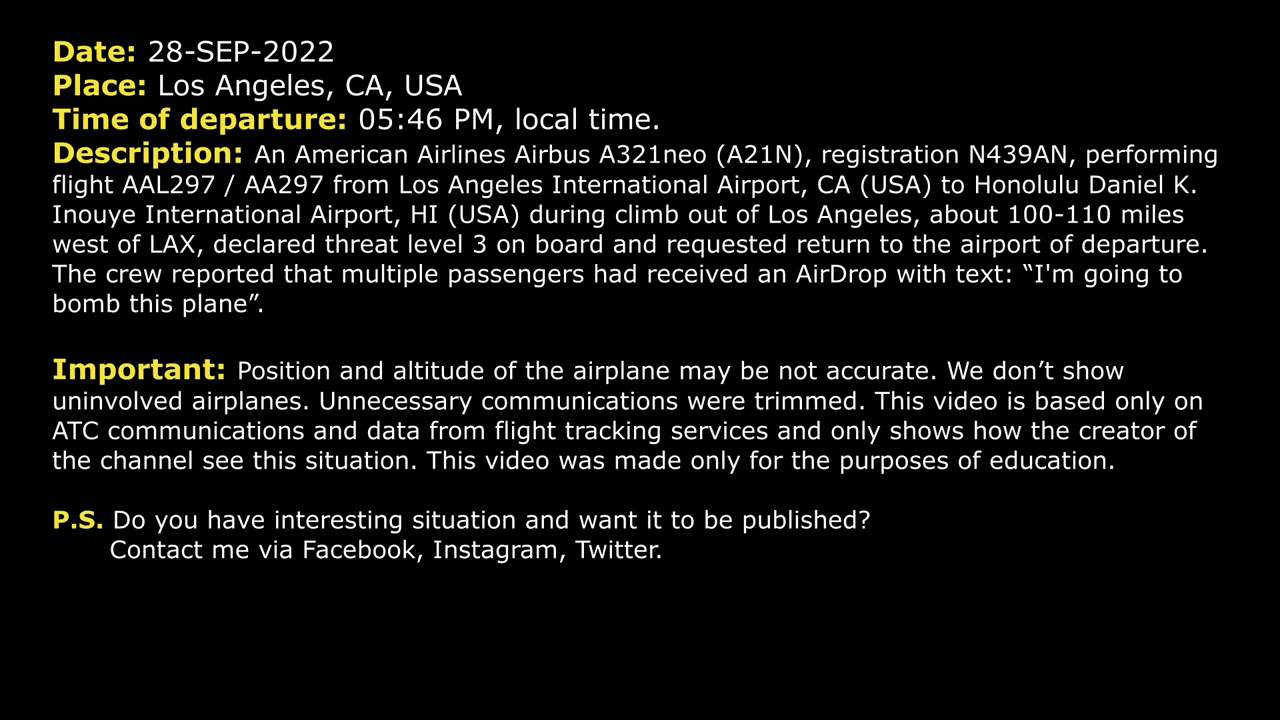 Date: 28-SEP-2022
Place: Los Angeles, CA, USA
Time of departure: 05:46 PM, local time.
Description: An American Airlines Airbus A321neo (A21N), registration N439AN, performing
flight AAL297 / AA297 from Los Angeles International Airport, CA (USA) to Honolulu Daniel K.
Inouye International Airport, HI (USA) during climb out of Los Angeles, about 100-110 miles
west of LAX, declared threat level 3 on board and requested return to the airport of departure.
The crew reported that multiple passengers had received an AirDrop with text: “I'm going to
bomb this plane”.
Important: Position and altitude of the airplane may be not accurate. We don’t show
uninvolved airplanes. Unnecessary communications were trimmed. This video is based only on
ATC communications and data from flight tracking services and only shows how the creator of
the channel see this situation. This video was made only for the purposes of education.
P.S. Do you have interesting situation and want it to be published?
Contact me via Facebook, Instagram, Twitter.